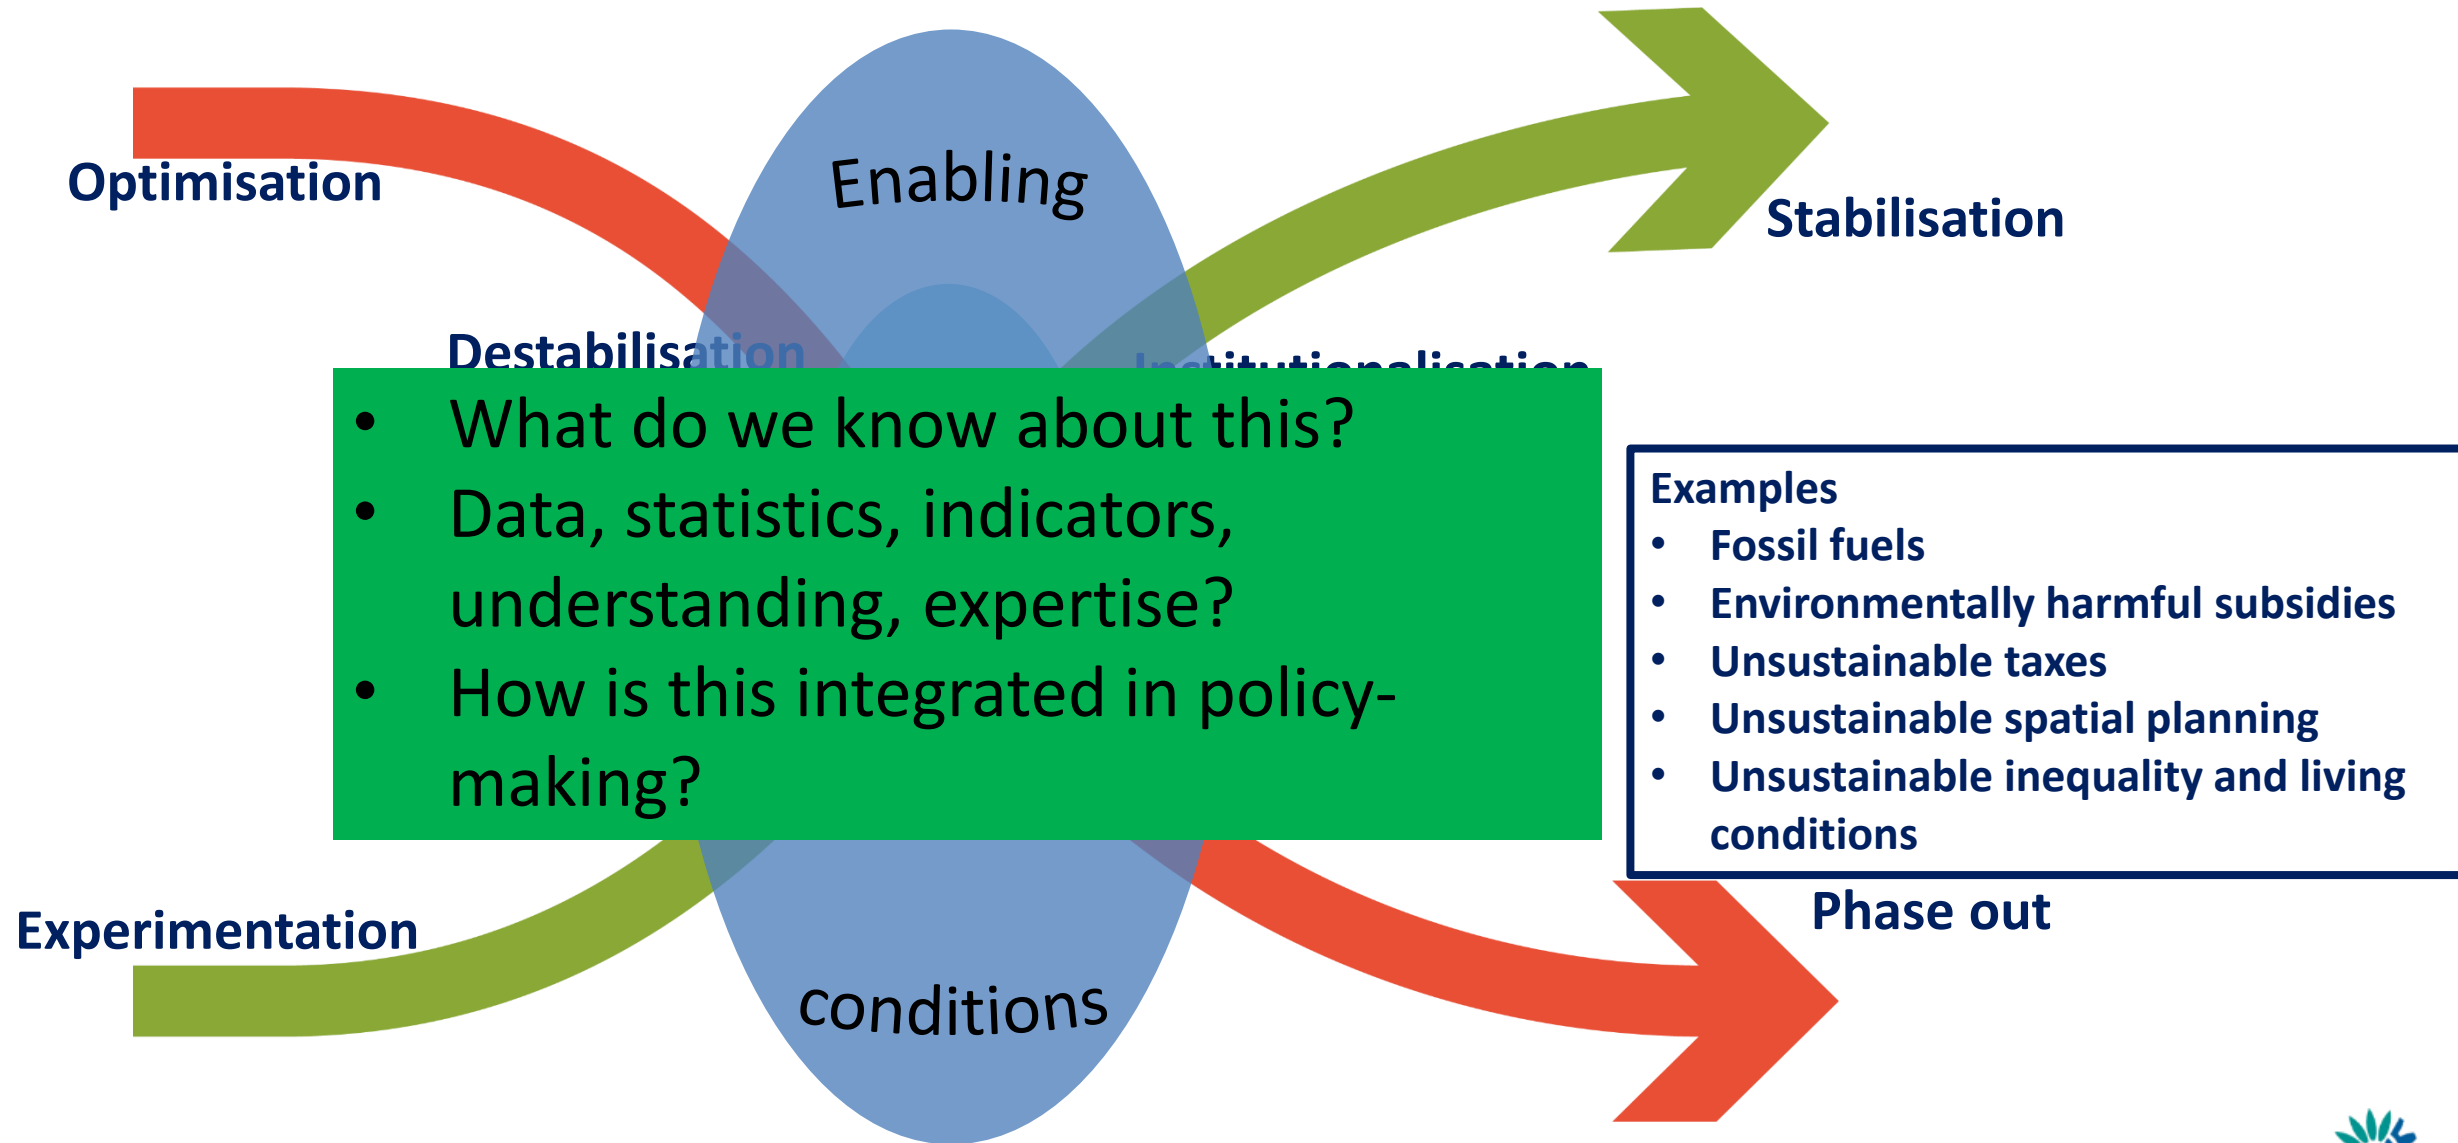 Enabling
Optimisation
Stabilisation
Destabilisation
Institutionalisation
• What do we know about this?
• Data, statistics, indicators,
understanding, expertise?
• How is this integrated in policy-
making?
Examples
• Fossil fuels
• Environmentally harmful subsidies
• Unsustainable taxes
• Unsustainable spatial planning
• Unsustainable inequality and living
conditions
Phase out
Experimentation
conditions